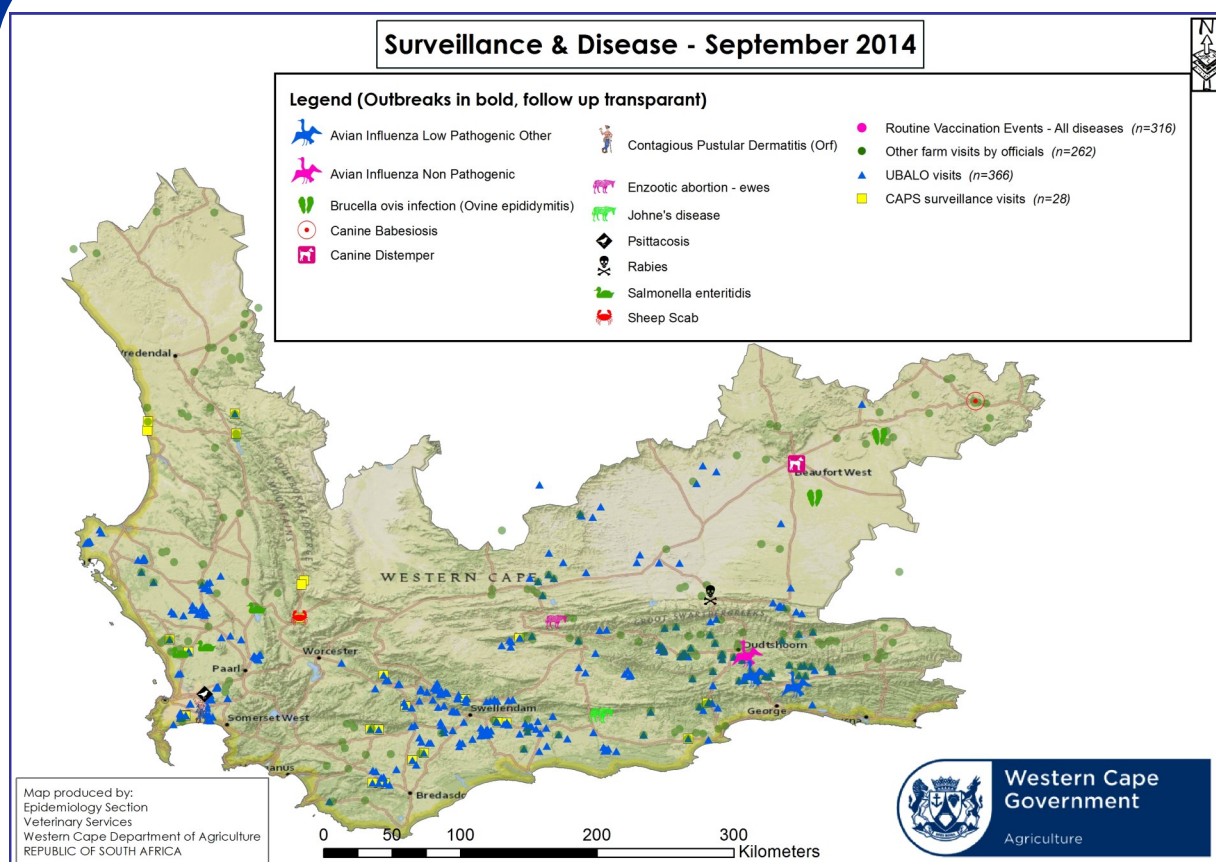 Surveillance & Disease - September 2014
N
Legend (Outbreaks in bold, follow up transparant)
Avian Influenza Low Pathogenic Other
Avian Influenza Non Pathogenic
Brucella ovis infection (Ovine epididymitis)
Canine Babesiosis
Canine Distemper
Contagious Pustular Dermatitis (Orf)
Enzootic abortion - ewes
Johne's disease
Psittacosis
Rabies
Salmonella enteritidis
Sheep Scab
Routine Vaccination Events - All diseases (n=316)
Other farm visits by officials (n=262)
UBALO visits (n=366)
CAPS surveillance visits (n=28)
redendal
Beaufort West
WESTERN CAPE
GROOT SWARTBERGREEKS
Oudtshoorn
Worcester
Paarl
Swellendam
George
Somerset West
anus
Bredasdo
Map produced by:
Epidemiology Section
Veterinary Services
Western Cape Department of Agriculture
REPUBLIC OF SOUTH AFRICA
0 50 100 200 300
Kilometers
Western Cape
Government
Agriculture